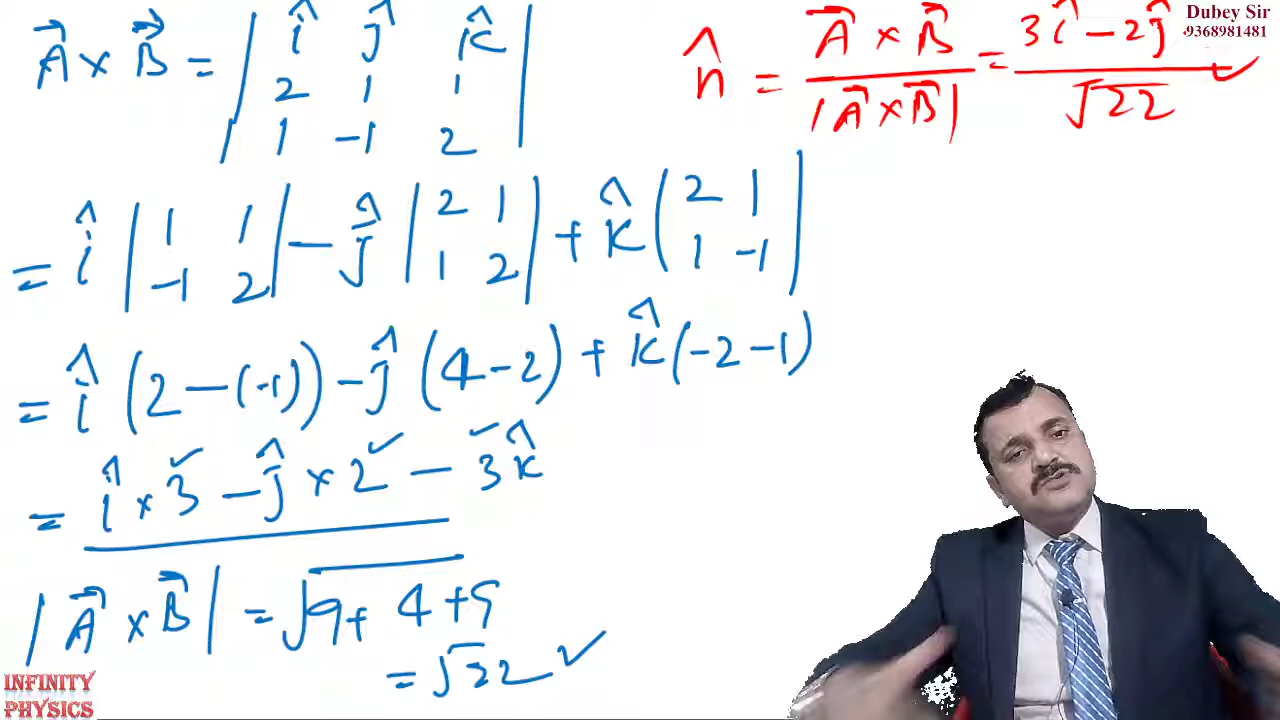 A⃗ × B⃗ = | î ĵ k̂ |
2 1 1
1 -1 2
= î | 1 1 | - ĵ | 2 1 | + k̂ | 2 1 |
-1 2 1 2 1 -1
= î (2-(-1)) - ĵ (4-2) + k̂ (-2-1)
= î × 3 ✓ - ĵ × 2 ✓ - 3 ✓ k̂
|A⃗ × B⃗| = √9+4+9
= √22 ✓
n̂ = A⃗ × B⃗ / |A⃗ × B⃗| = 3î - 2ĵ / √22 ✓
Dubey Sir
9368981481
INFINITY
PHYSICS